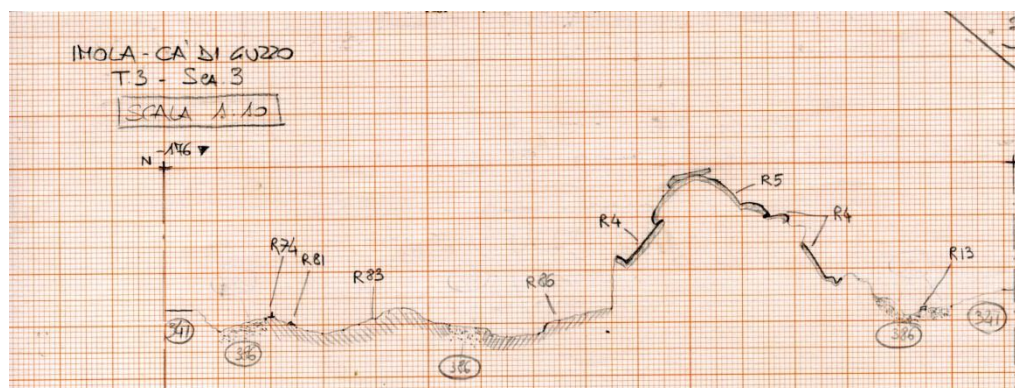 IMOLA - CA' DI GUZZO
T.3 - Sez. 3
SCALA 1:10
N -176
R5
R4
R4
R74
R81
R83
R86
R13
341
386
386
386
341